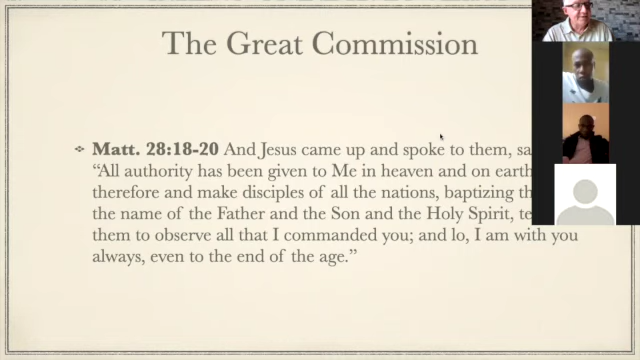 The Great Commission
Matt. 28:18-20 And Jesus came up and spoke to them,
“All authority has been given to Me in heaven and on earth
therefore and make disciples of all the nations, baptizing
the name of the Father and the Son and the Holy Spirit,
them to observe all that I commanded you; and lo, I am with you
always, even to the end of the age.”